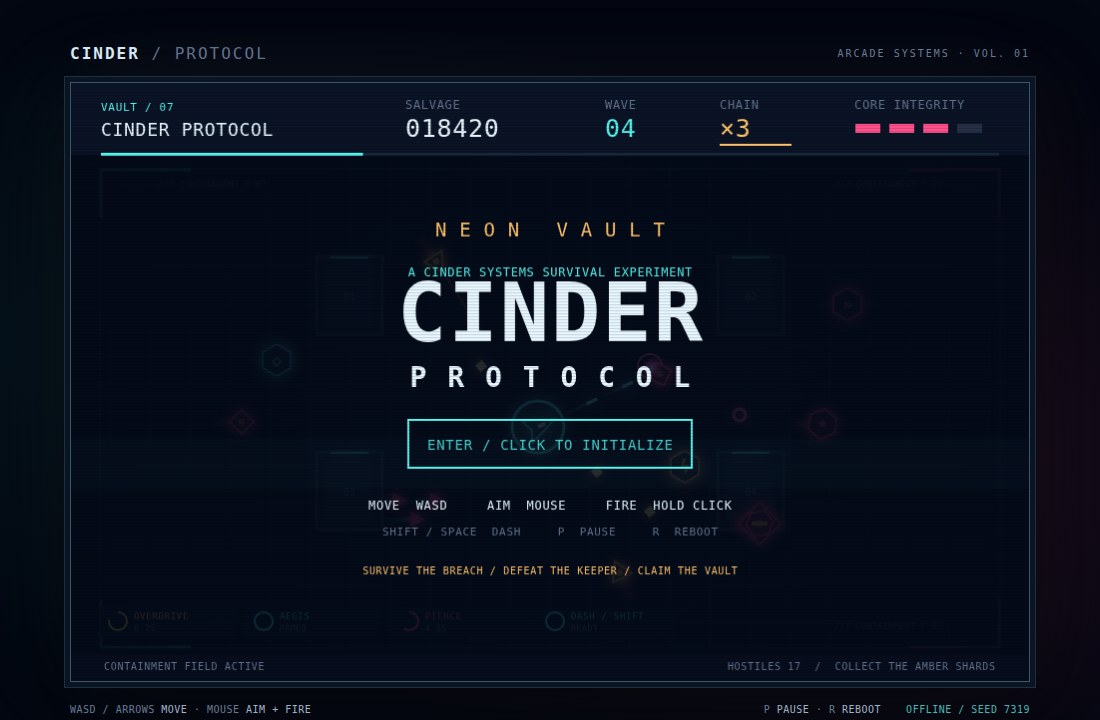 CINDER / PROTOCOL
ARCADE SYSTEMS · VOL. 01
VAULT / 07
CINDER PROTOCOL
SALVAGE
018420
WAVE
04
CHAIN
×3
CORE INTEGRITY
NEON VAULT
A CINDER SYSTEMS SURVIVAL EXPERIMENT
CINDER
PROTOCOL
ENTER / CLICK TO INITIALIZE
MOVE WASD AIM MOUSE FIRE HOLD CLICK
SHIFT / SPACE DASH P PAUSE R REBOOT
SURVIVE THE BREACH / DEFEAT THE KEEPER / CLAIM THE VAULT
OVERDRIVE
AEGIS
PIERCE
DASH / SHIFT
READY
CONTAINMENT FIELD ACTIVE
HOSTILES 17 / COLLECT THE AMBER SHARDS
WASD / ARROWS MOVE · MOUSE AIM + FIRE
P PAUSE · R REBOOT
OFFLINE / SEED 7319